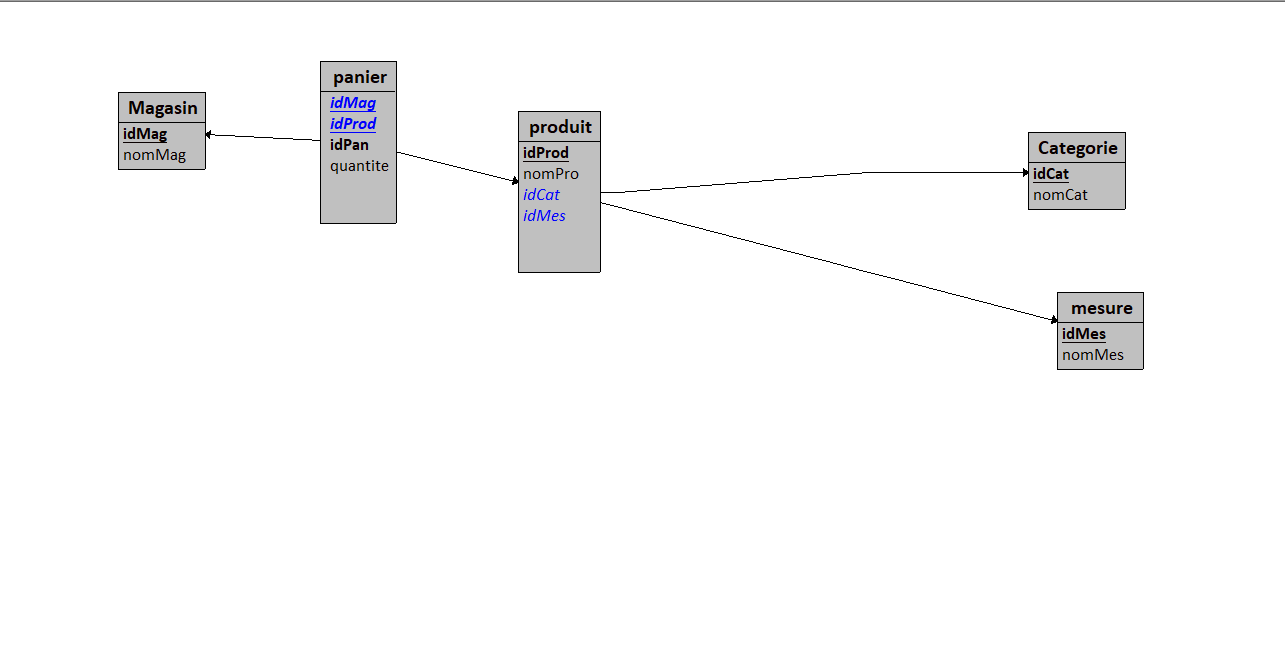 Magasin
idMag
nomMag
panier
idMag
idProd
idPan
quantite
produit
idProd
nomPro
idCat
idMes
Categorie
idCat
nomCat
mesure
idMes
nomMes